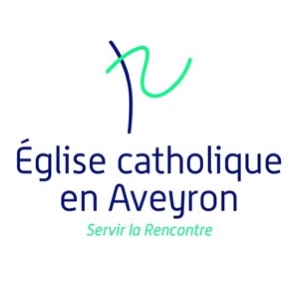 Église catholique
en Aveyron
Servir la Rencontre